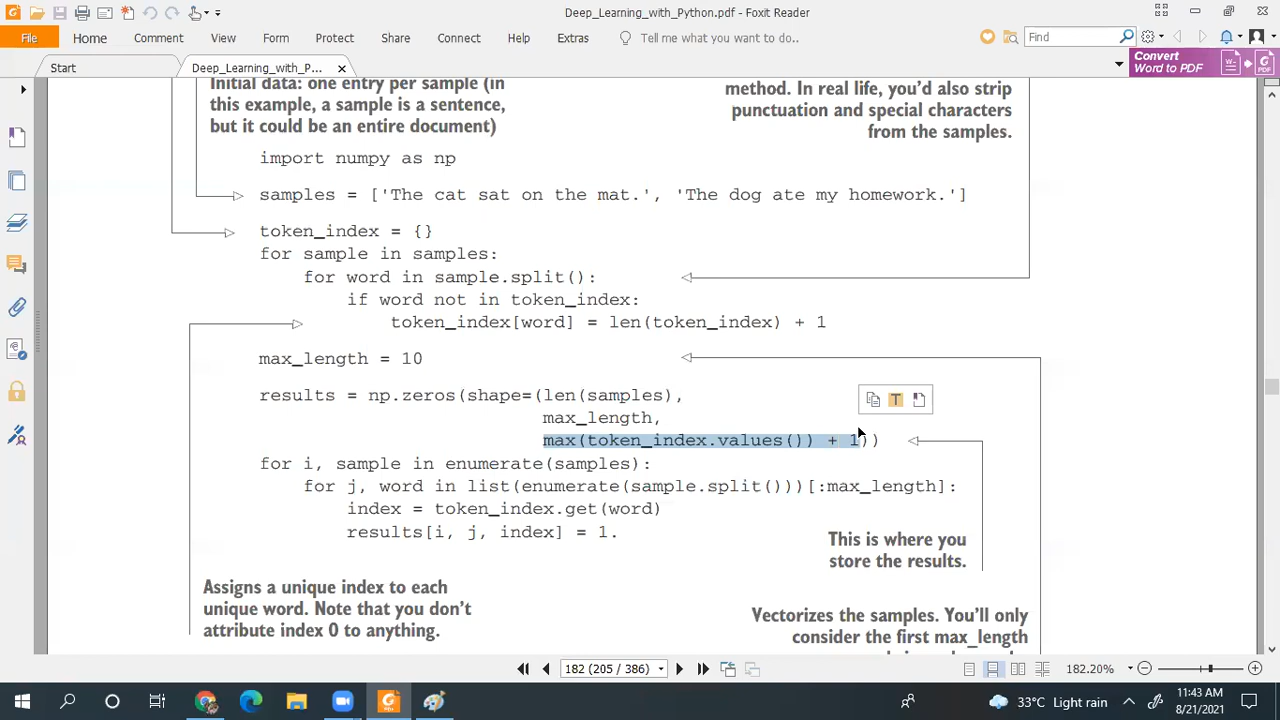 Deep_Learning_with_Python.pdf - Foxit Reader
File
Home
Comment
View
Form
Protect
Share
Connect
Help
Extras
Tell me what you want to do..
Find
Start
Deep_Learning_with_P...
Convert
Word to PDF
Initial data: one entry per sample (in
this example, a sample is a sentence,
but it could be an entire document)
method. In real life, you'd also strip
punctuation and special characters
from the samples.
import numpy as np
samples = ['The cat sat on the mat.', 'The dog ate my homework.']
token_index = {}
for sample in samples:
for word in sample.split():
if word not in token_index:
token_index[word] = len(token_index) + 1
max_length = 10
results = np.zeros(shape=(len(samples),
max_length,
max(token_index.values()) + 1))
for i, sample in enumerate(samples):
for j, word in list(enumerate(sample.split()))[:max_length]:
index = token_index.get(word)
results[i, j, index] = 1.
This is where you
store the results.
Assigns a unique index to each
unique word. Note that you don't
attribute index 0 to anything.
Vectorizes the samples. You'll only
consider the first max_length
182 (205 / 386)
182.20%
33°C Light rain
11:43 AM
8/21/2021